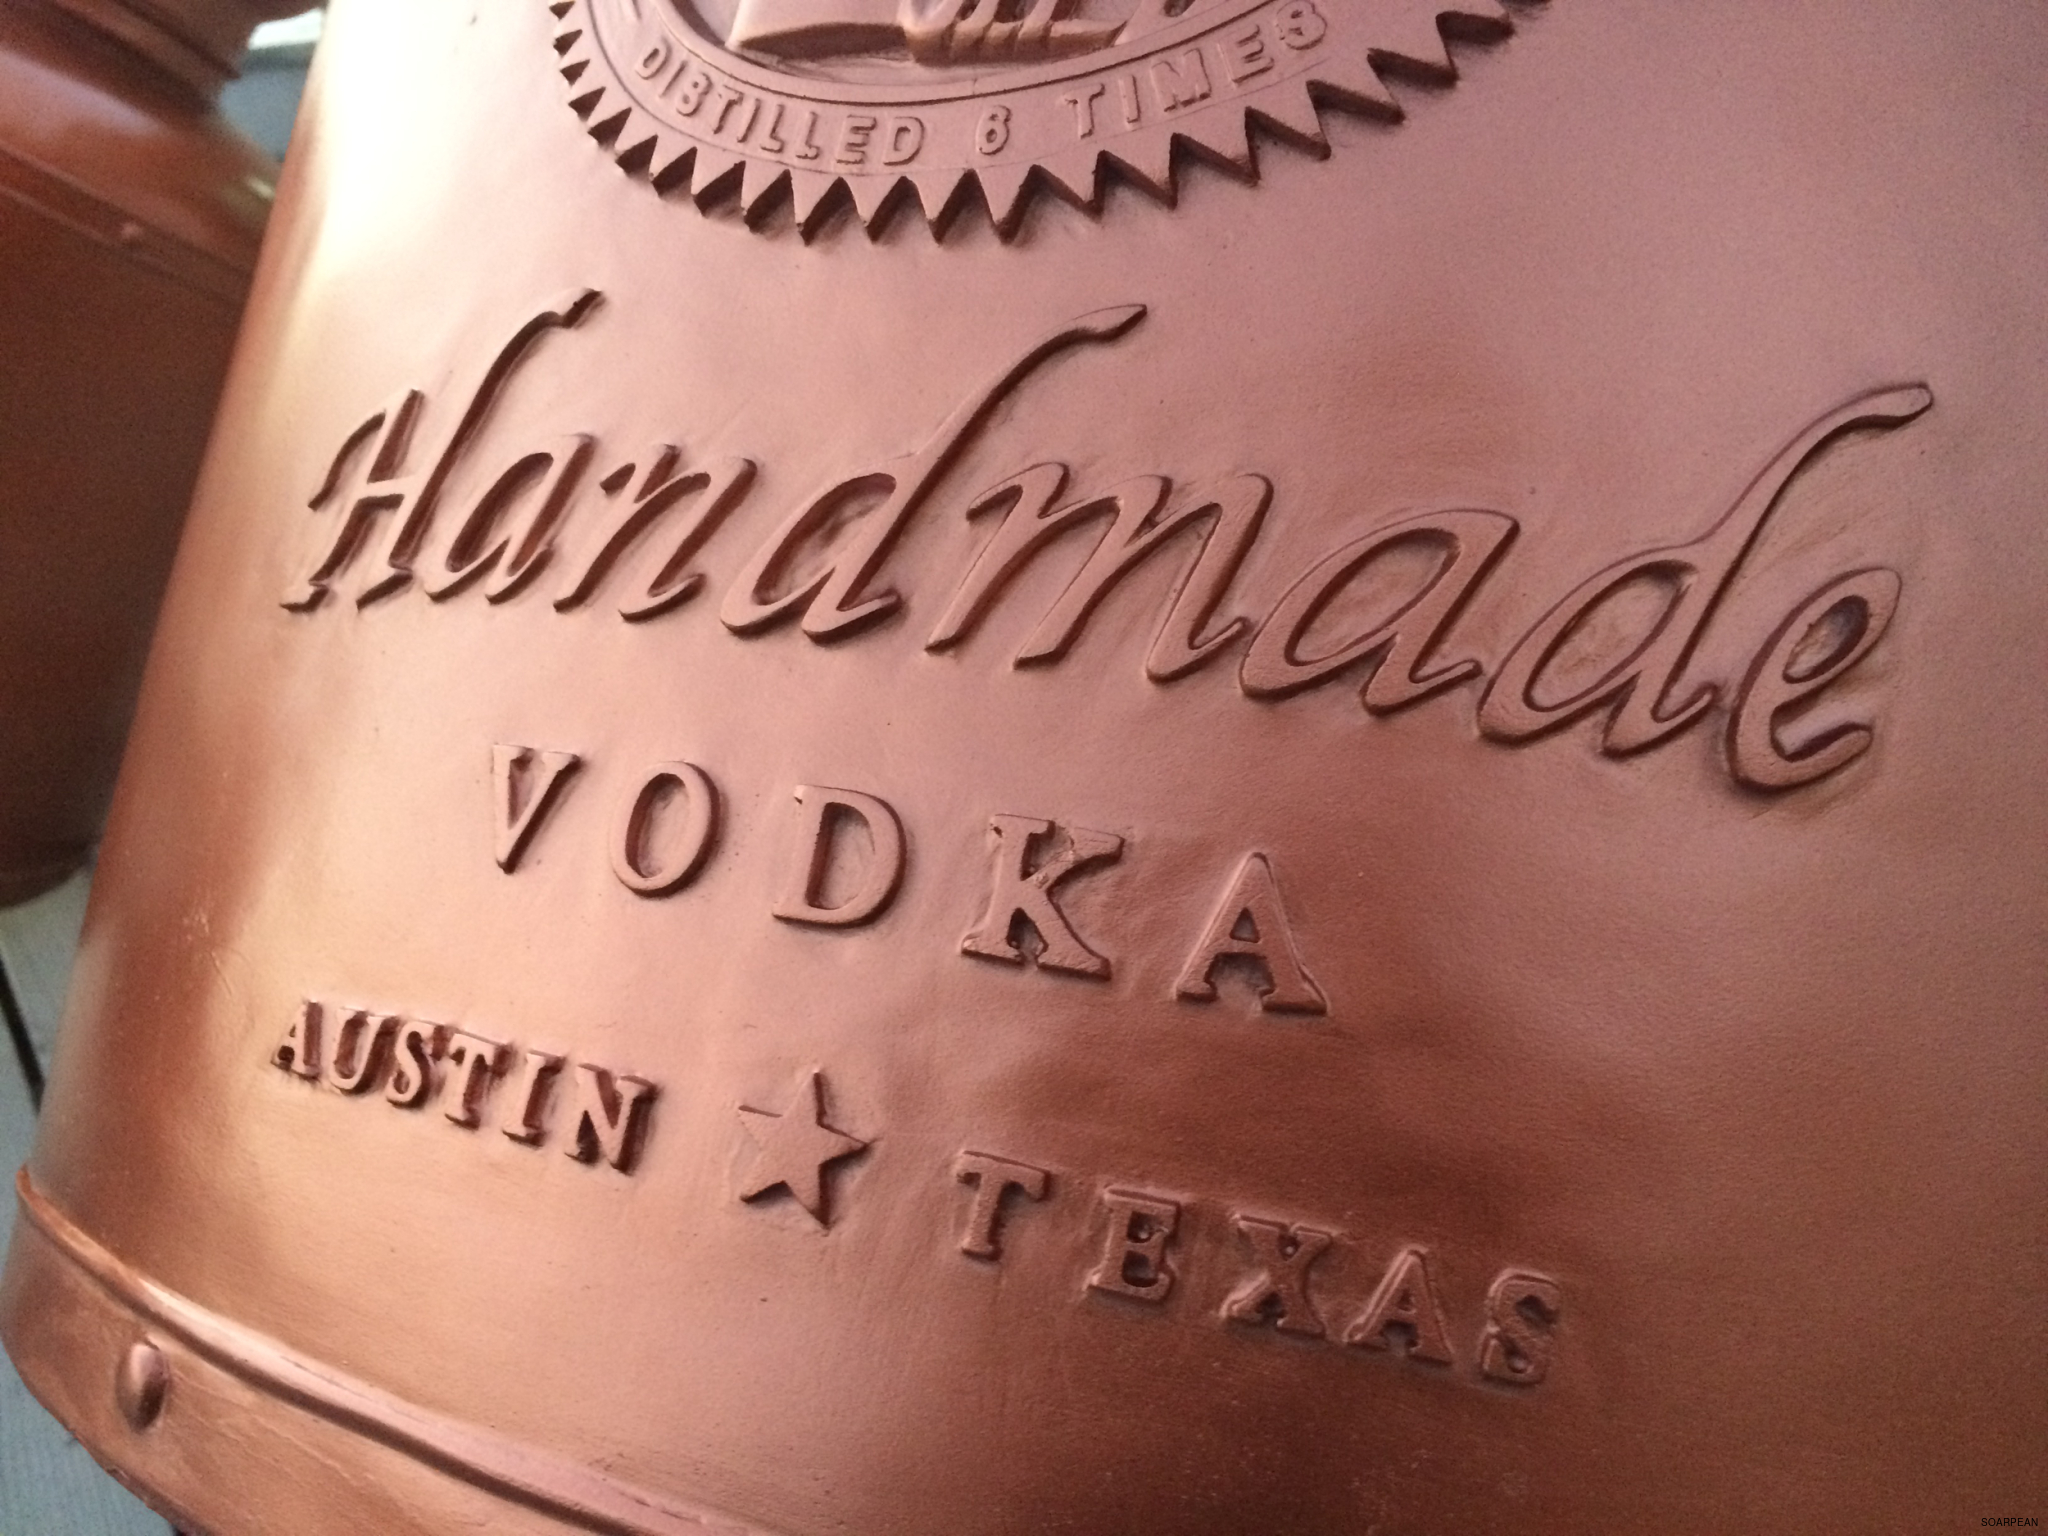 DISTILLED 6 TIMES
Handmade
VODKA
AUSTIN ★ TEXAS
SOARPEAN